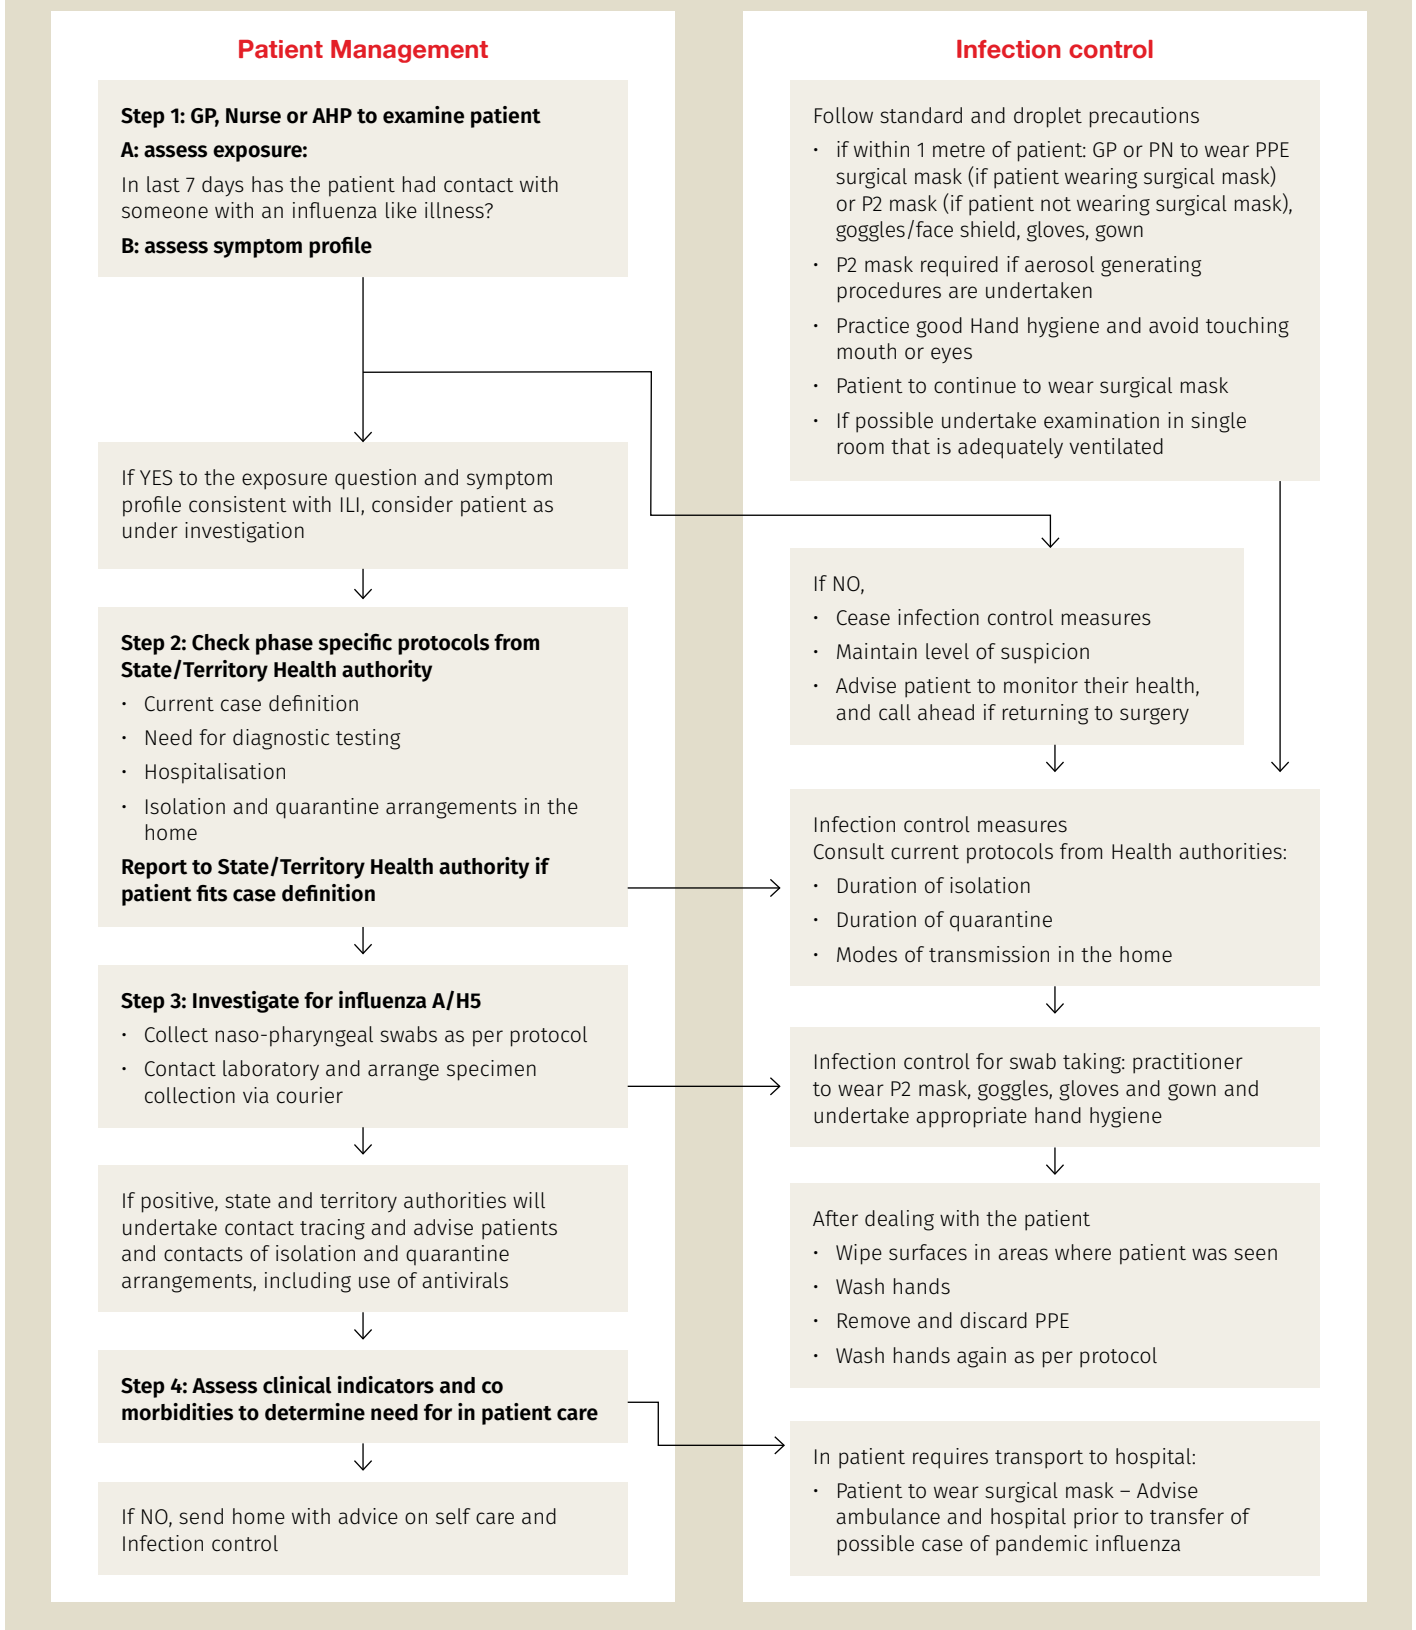 Patient Management
Step 1: GP, Nurse or AHP to examine patient
A: assess exposure:
In last 7 days has the patient had contact with
someone with an influenza like illness?
B: assess symptom profile
If YES to the exposure question and symptom
profile consistent with ILI, consider patient as
under investigation
Step 2: Check phase specific protocols from
State/Territory Health authority
• Current case definition
• Need for diagnostic testing
• Hospitalisation
• Isolation and quarantine arrangements in the
home
Report to State/Territory Health authority if
patient fits case definition
Step 3: Investigate for influenza A/H5
• Collect naso-pharyngeal swabs as per protocol
• Contact laboratory and arrange specimen
collection via courier
If positive, state and territory authorities will
undertake contact tracing and advise patients
and contacts of isolation and quarantine
arrangements, including use of antivirals
Step 4: Assess clinical indicators and co
morbidities to determine need for in patient care
If NO, send home with advice on self care and
Infection control
Infection control
Follow standard and droplet precautions
• if within 1 metre of patient: GP or PN to wear PPE
surgical mask (if patient wearing surgical mask)
or P2 mask (if patient not wearing surgical mask),
goggles/face shield, gloves, gown
• P2 mask required if aerosol generating
procedures are undertaken
• Practice good Hand hygiene and avoid touching
mouth or eyes
• Patient to continue to wear surgical mask
• If possible undertake examination in single
room that is adequately ventilated
If NO,
• Cease infection control measures
• Maintain level of suspicion
• Advise patient to monitor their health,
and call ahead if returning to surgery
Infection control measures
Consult current protocols from Health authorities:
• Duration of isolation
• Duration of quarantine
• Modes of transmission in the home
Infection control for swab taking: practitioner
to wear P2 mask, goggles, gloves and gown and
undertake appropriate hand hygiene
After dealing with the patient
• Wipe surfaces in areas where patient was seen
• Wash hands
• Remove and discard PPE
• Wash hands again as per protocol
In patient requires transport to hospital:
• Patient to wear surgical mask – Advise
ambulance and hospital prior to transfer of
possible case of pandemic influenza